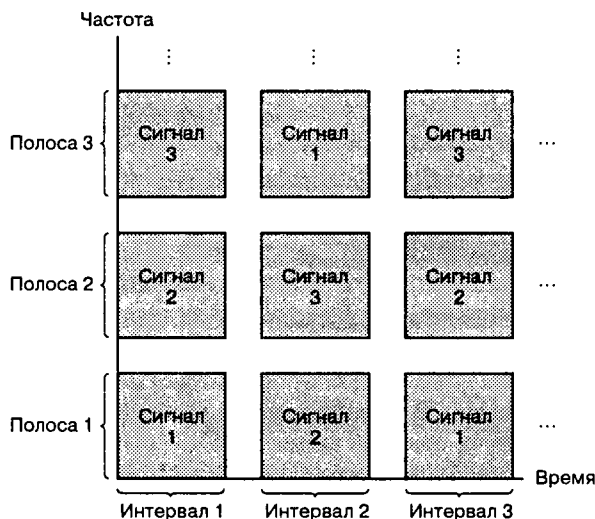 Частота
⋮ ⋮ ⋮
Полоса 3
Сигнал
3
Сигнал
1
Сигнал
3
...
Полоса 2
Сигнал
2
Сигнал
3
Сигнал
2
...
Полоса 1
Сигнал
1
Сигнал
2
Сигнал
1
...
Время
Интервал 1 Интервал 2 Интервал 3